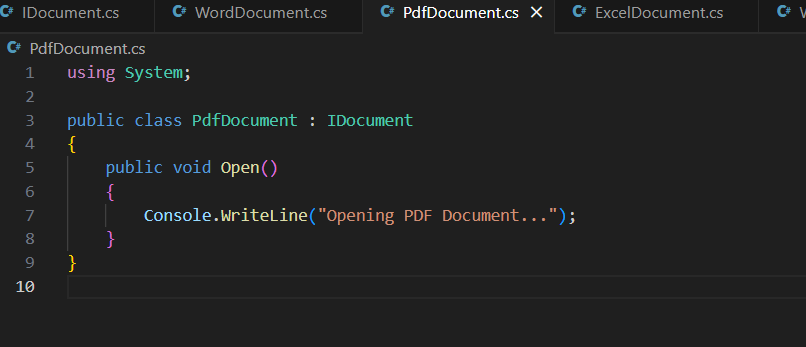 IDocument.cs WordDocument.cs PdfDocument.cs ExcelDocument.cs
PdfDocument.cs
1 using System;
2
3 public class PdfDocument : IDocument
4 {
5 public void Open()
6 {
7 Console.WriteLine("Opening PDF Document...");
8 }
9 }
10